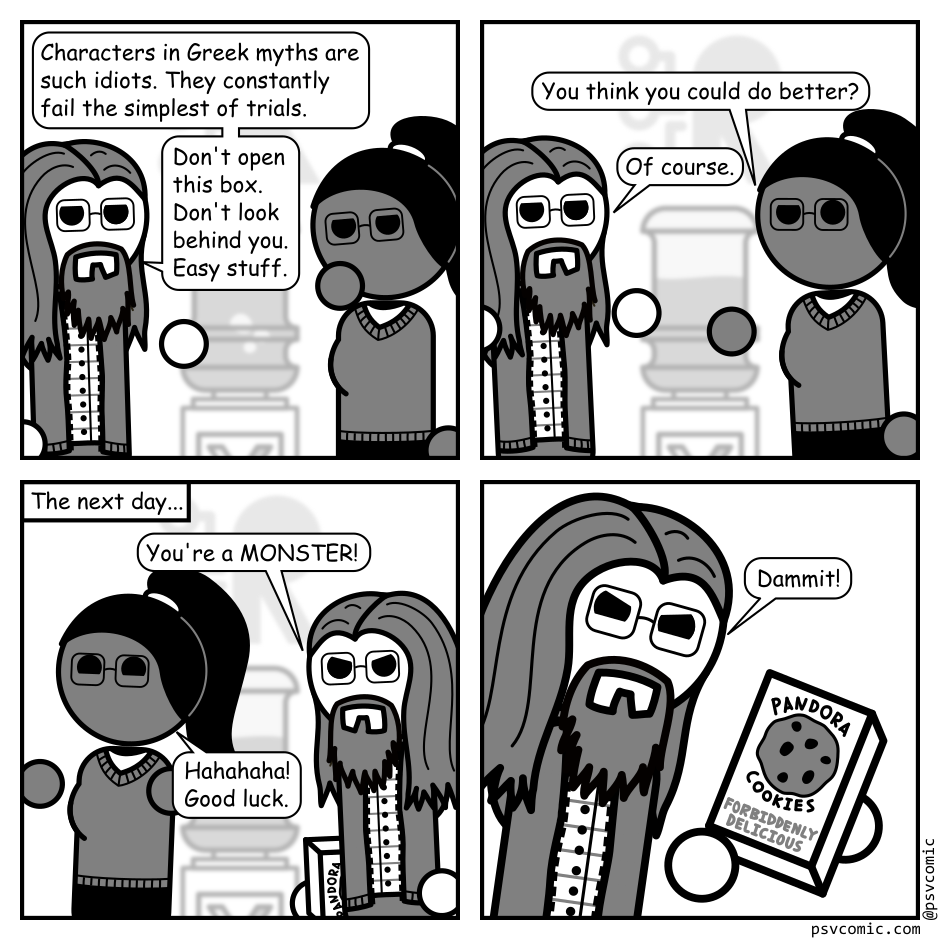 Characters in Greek myths are
such idiots. They constantly
fail the simplest of trials.
Don't open
this box.
Don't look
behind you.
Easy stuff.
You think you could do better?
Of course.
The next day...
You're a MONSTER!
Hahahaha!
Good luck.
PANDORA
Dammit!
PANDORA
COOKIES
FORBIDDENLY
DELICIOUS
@psvcomic
psvcomic.com